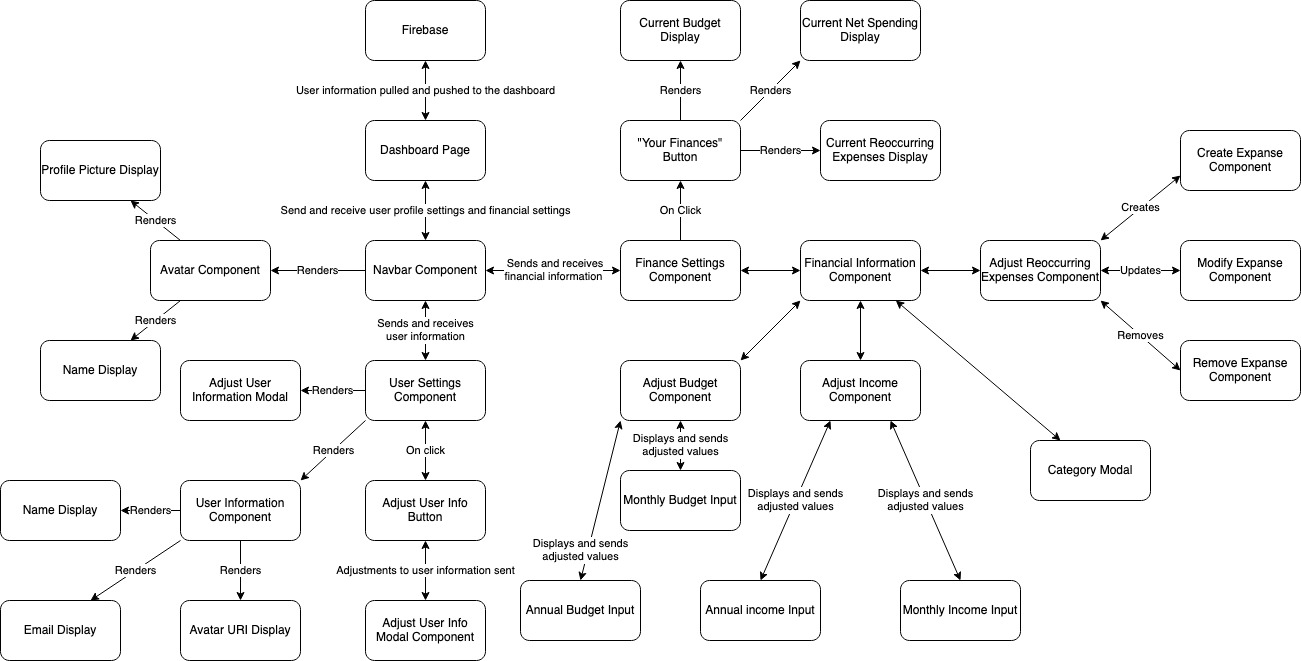 Firebase
Current Budget
Display
Current Net Spending
Display
User information pulled and pushed to the dashboard
Renders
Renders
Dashboard Page
"Your Finances"
Button
Renders
Current Reoccurring
Expenses Display
Create Expanse
Component
Profile Picture Display
Renders
Send and receive user profile settings and financial settings
On Click
Creates
Avatar Component
Renders
Navbar Component
Sends and receives
financial information
Finance Settings
Component
Financial Information
Component
Adjust Reoccurring
Expenses Component
Updates
Modify Expanse
Component
Renders
Sends and receives
user information
Removes
Name Display
Adjust User
Information Modal
Renders
User Settings
Component
Adjust Budget
Component
Adjust Income
Component
Remove Expanse
Component
Renders
On click
Displays and sends
adjusted values
Category Modal
Name Display
Renders
User Information
Component
Adjust User Info
Button
Monthly Budget Input
Displays and sends
adjusted values
Displays and sends
adjusted values
Renders
Renders
Adjustments to user information sent
Displays and sends
adjusted values
Email Display
Avatar URI Display
Adjust User Info
Modal Component
Annual Budget Input
Annual income Input
Monthly Income Input